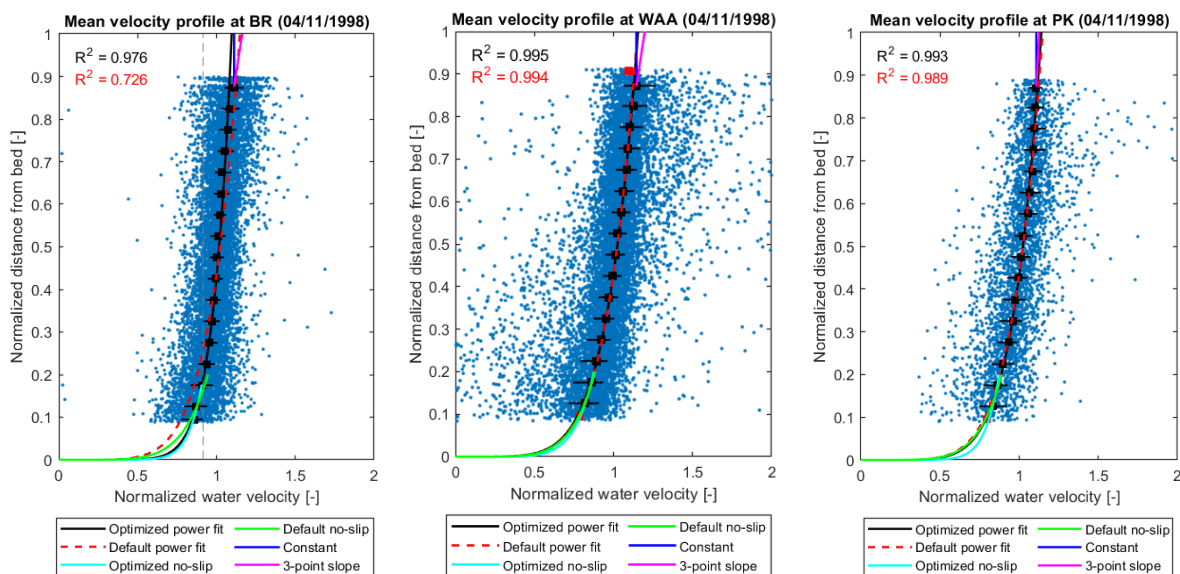 Mean velocity profile at BR (04/11/1998)
R² = 0.976
R² = 0.726
1
0.9
0.8
0.7
0.6
0.5
0.4
0.3
0.2
0.1
0
Normalized distance from bed [-]
0 0.5 1 1.5 2
Normalized water velocity [-]
Optimized power fit
Default power fit
Optimized no-slip
Default no-slip
Constant
3-point slope
Mean velocity profile at WAA (04/11/1998)
R² = 0.995
R² = 0.994
1
0.9
0.8
0.7
0.6
0.5
0.4
0.3
0.2
0.1
0
Normalized distance from bed [-]
0 0.5 1 1.5 2
Normalized water velocity [-]
Optimized power fit
Default power fit
Optimized no-slip
Default no-slip
Constant
3-point slope
Mean velocity profile at PK (04/11/1998)
R² = 0.993
R² = 0.989
1
0.9
0.8
0.7
0.6
0.5
0.4
0.3
0.2
0.1
0
Normalized distance from bed [-]
0 0.5 1 1.5 2
Normalized water velocity [-]
Optimized power fit
Default power fit
Optimized no-slip
Default no-slip
Constant
3-point slope